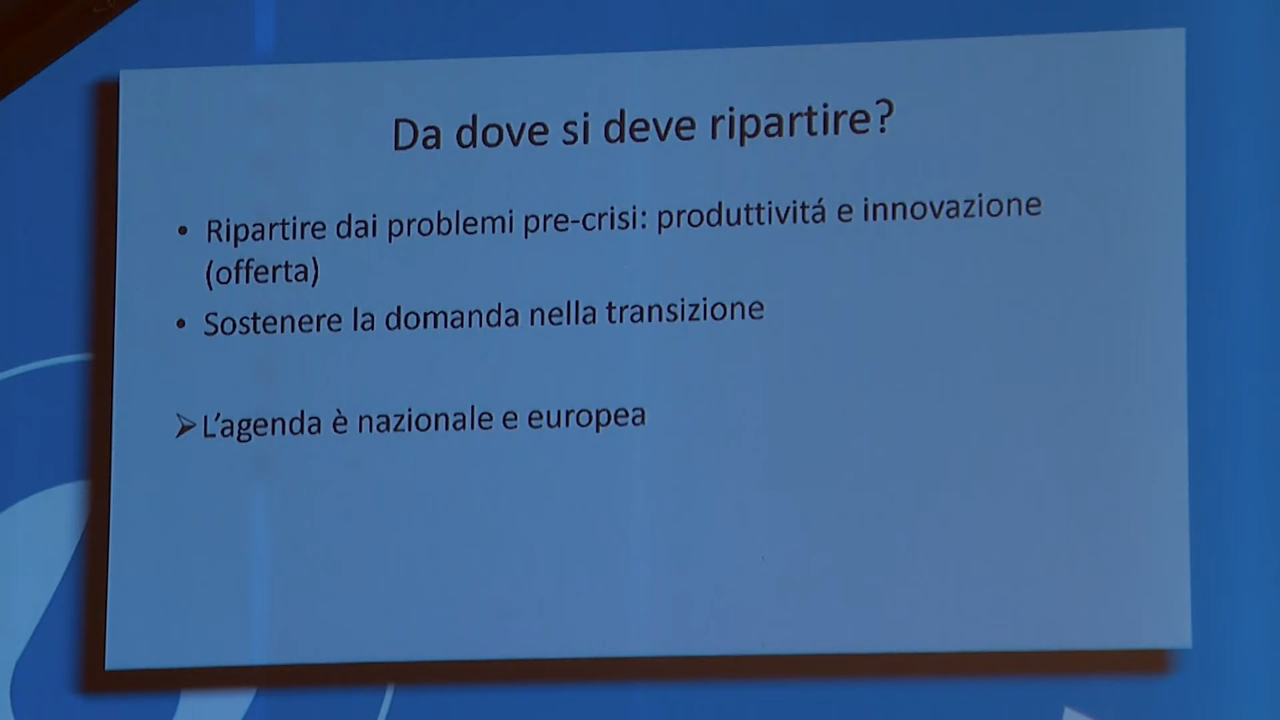 Da dove si deve ripartire?
• Ripartire dai problemi pre-crisi: produttivitá e innovazione
(offerta)
• Sostenere la domanda nella transizione
➢ L’agenda è nazionale e europea